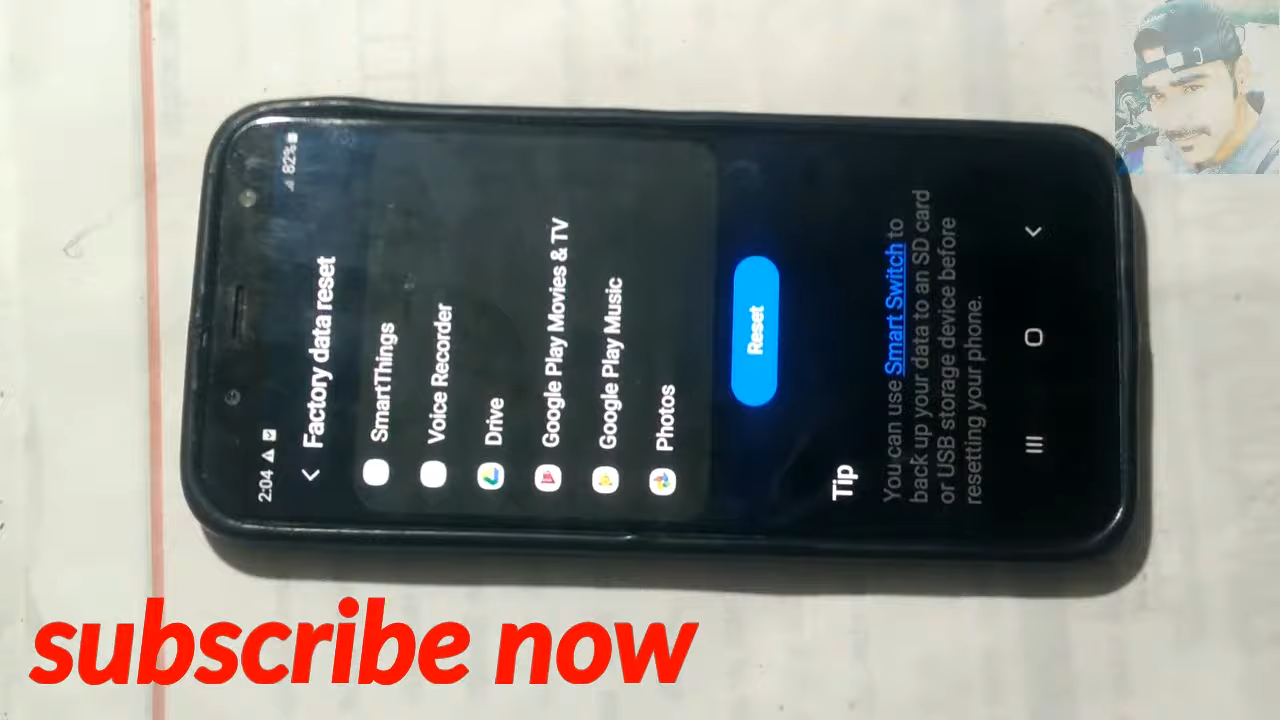 2:04
82%
Factory data reset
SmartThings
Voice Recorder
Drive
Google Play Movies & TV
Google Play Music
Photos
Reset
Tip
You can use Smart Switch to
back up your data to an SD card
or USB storage device before
resetting your phone.
subscribe now